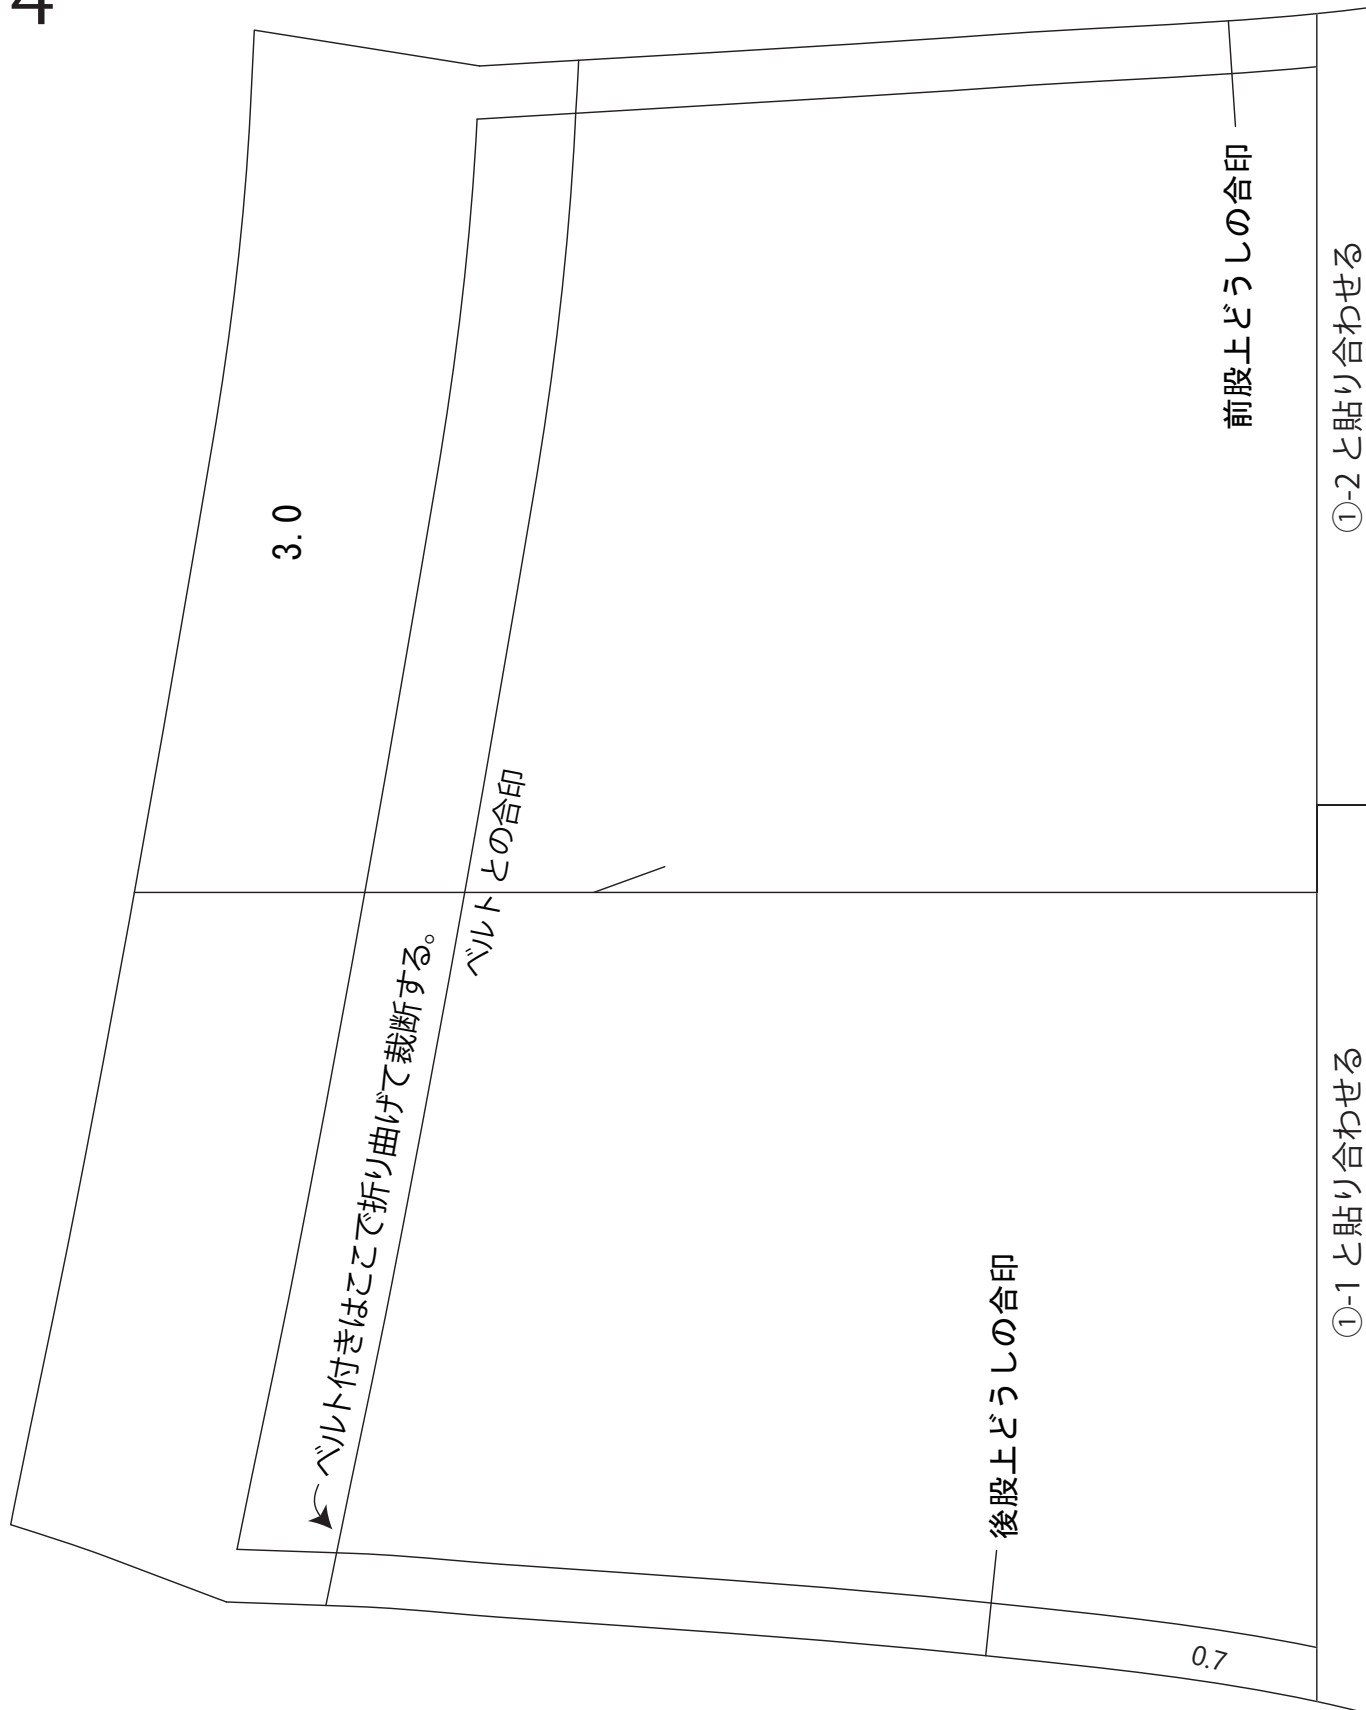 4
3.0
前股上どうしの合印
①-2 と貼り合わせる
ベルトとの合印
ベルト付きはここで折り曲げて裁断する。
後股上どうしの合印
①-1 と貼り合わせる
0.7